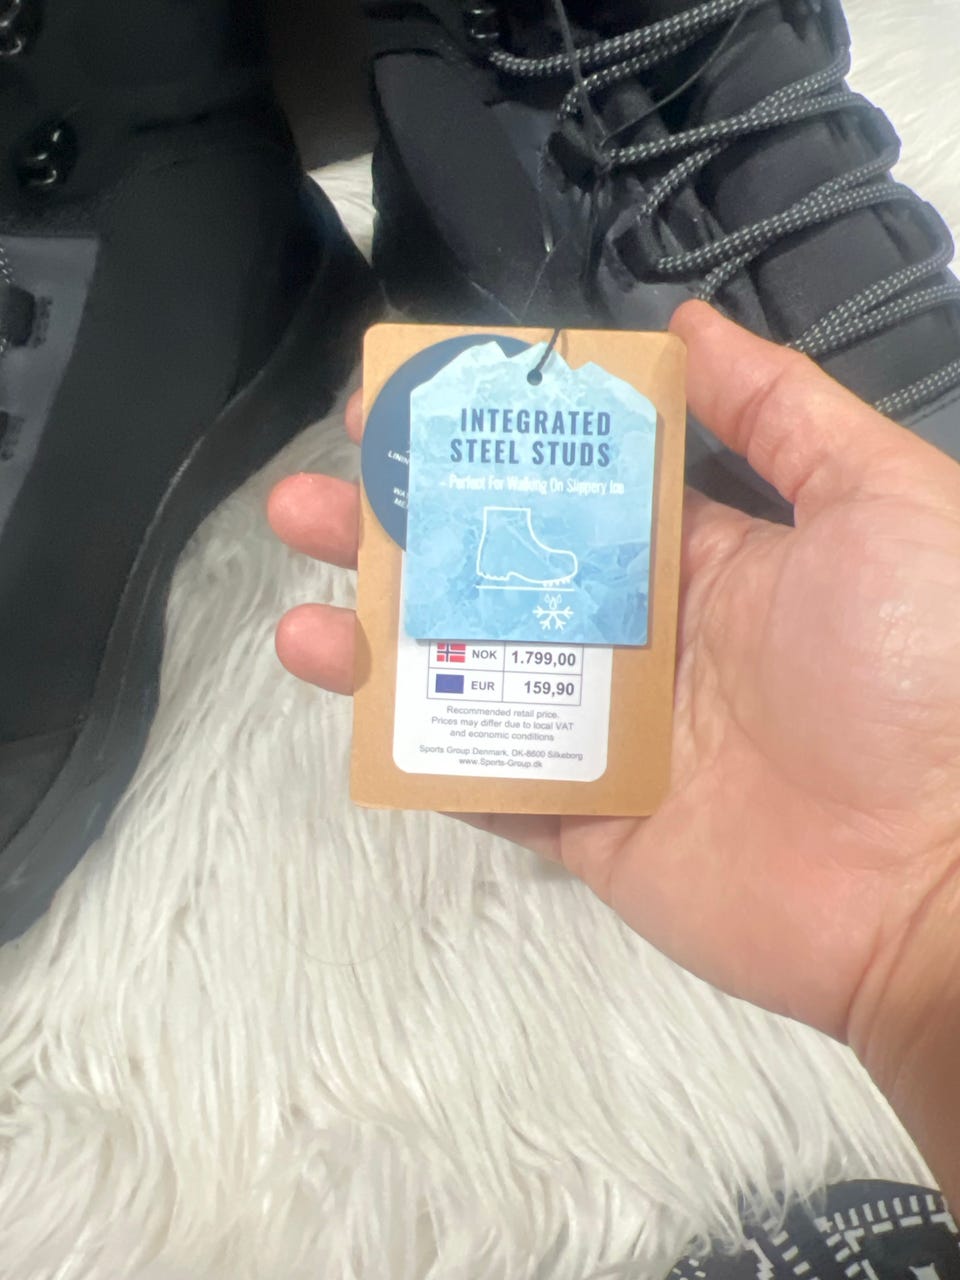 INTEGRATED
STEEL STUDS
- Perfect For Walking On Slippery Ice
NOK 1.799,00
EUR 159,90
Recommended retail price.
Prices may differ due to local VAT
and economic conditions
Sports Group Denmark, DK-8600 Silkeborg
www.Sports-Group.dk